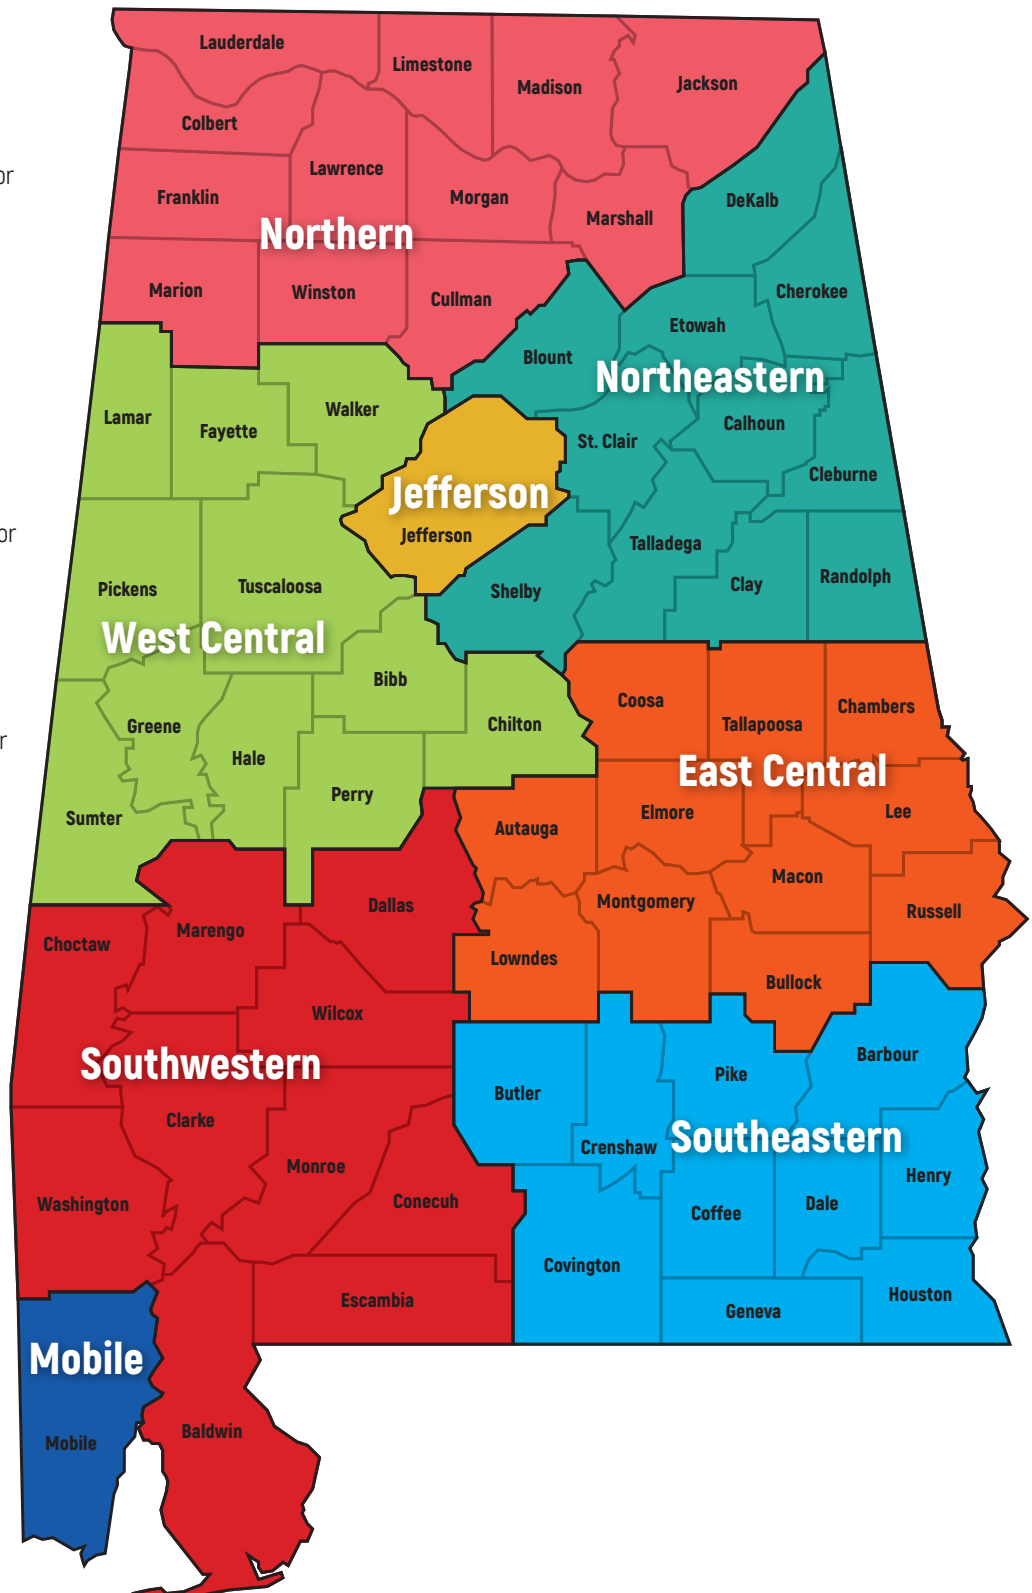 Lauderdale
Limestone
Madison
Jackson
Colbert
Lawrence
or
Franklin
Morgan
DeKalb
Marshall
Northern
Marion
Winston
Cullman
Cherokee
Etowah
Blount
Northeastern
Lamar
Fayette
Walker
St. Clair
Calhoun
Cleburne
Jefferson
Jefferson
or
Talladega
Pickens
Tuscaloosa
Shelby
Clay
Randolph
West Central
Bibb
Coosa
Chambers
Greene
Chilton
Tallapoosa
r
Hale
East Central
Perry
Sumter
Autauga
Elmore
Lee
Macon
Dallas
Montgomery
Russell
Choctaw
Marengo
Lowndes
Bullock
Wilcox
Southwestern
Barbour
Pike
Butler
Clarke
Crenshaw
Southeastern
Monroe
Henry
Washington
Conecuh
Coffee
Dale
Covington
Escambia
Geneva
Houston
Mobile
Mobile
Baldwin